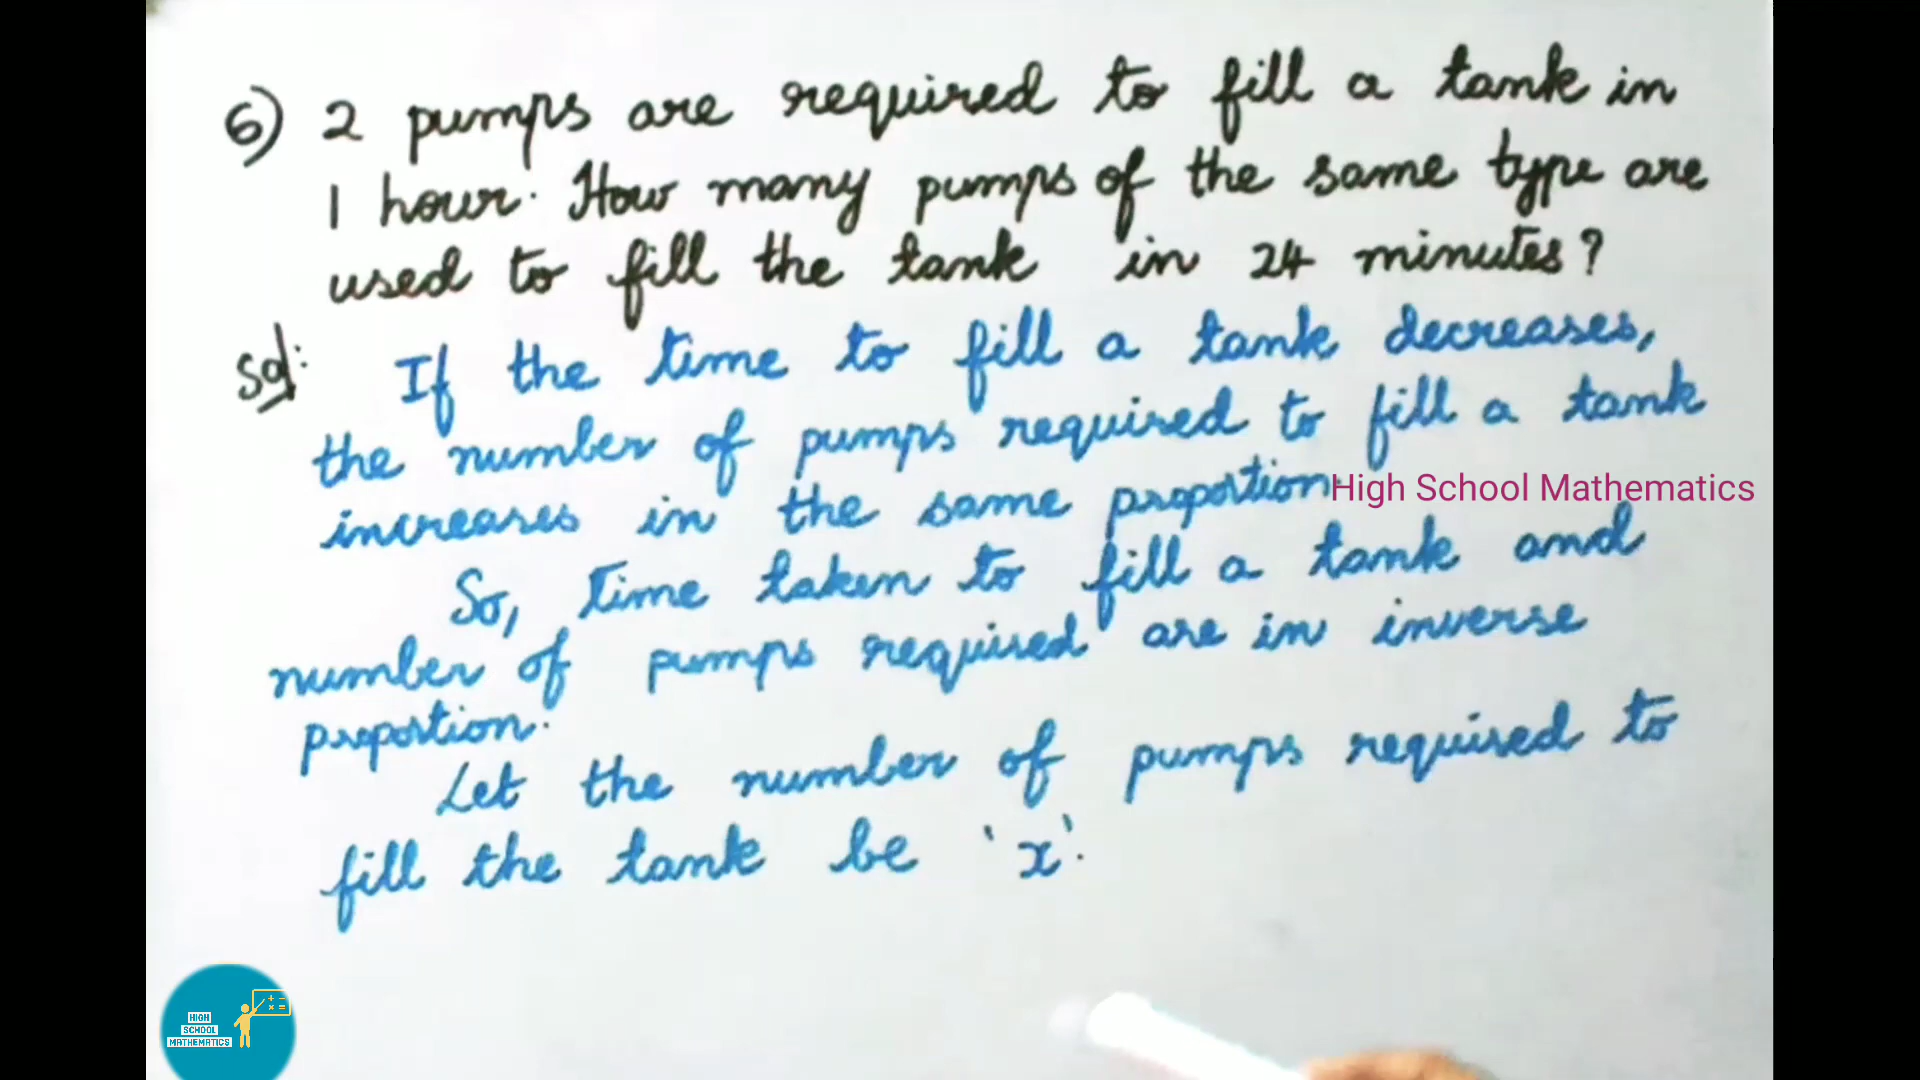 6) 2 pumps are required to fill a tank in
1 hour. How many pumps of the same type are
used to fill the tank in 24 minutes?
Sol: If the time to fill a tank decreases,
the number of pumps required to fill a tank
increases in the same proportion.
High School Mathematics
So, time taken to fill a tank and
number of pumps required are in inverse
proportion.
Let the number of pumps required to
fill the tank be 'x'.
HIGH
SCHOOL
MATHEMATICS